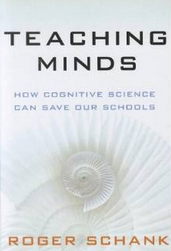 TEACHING
MINDS
HOW COGNITIVE SCIENCE
CAN SAVE OUR SCHOOLS
ROGER SCHANK